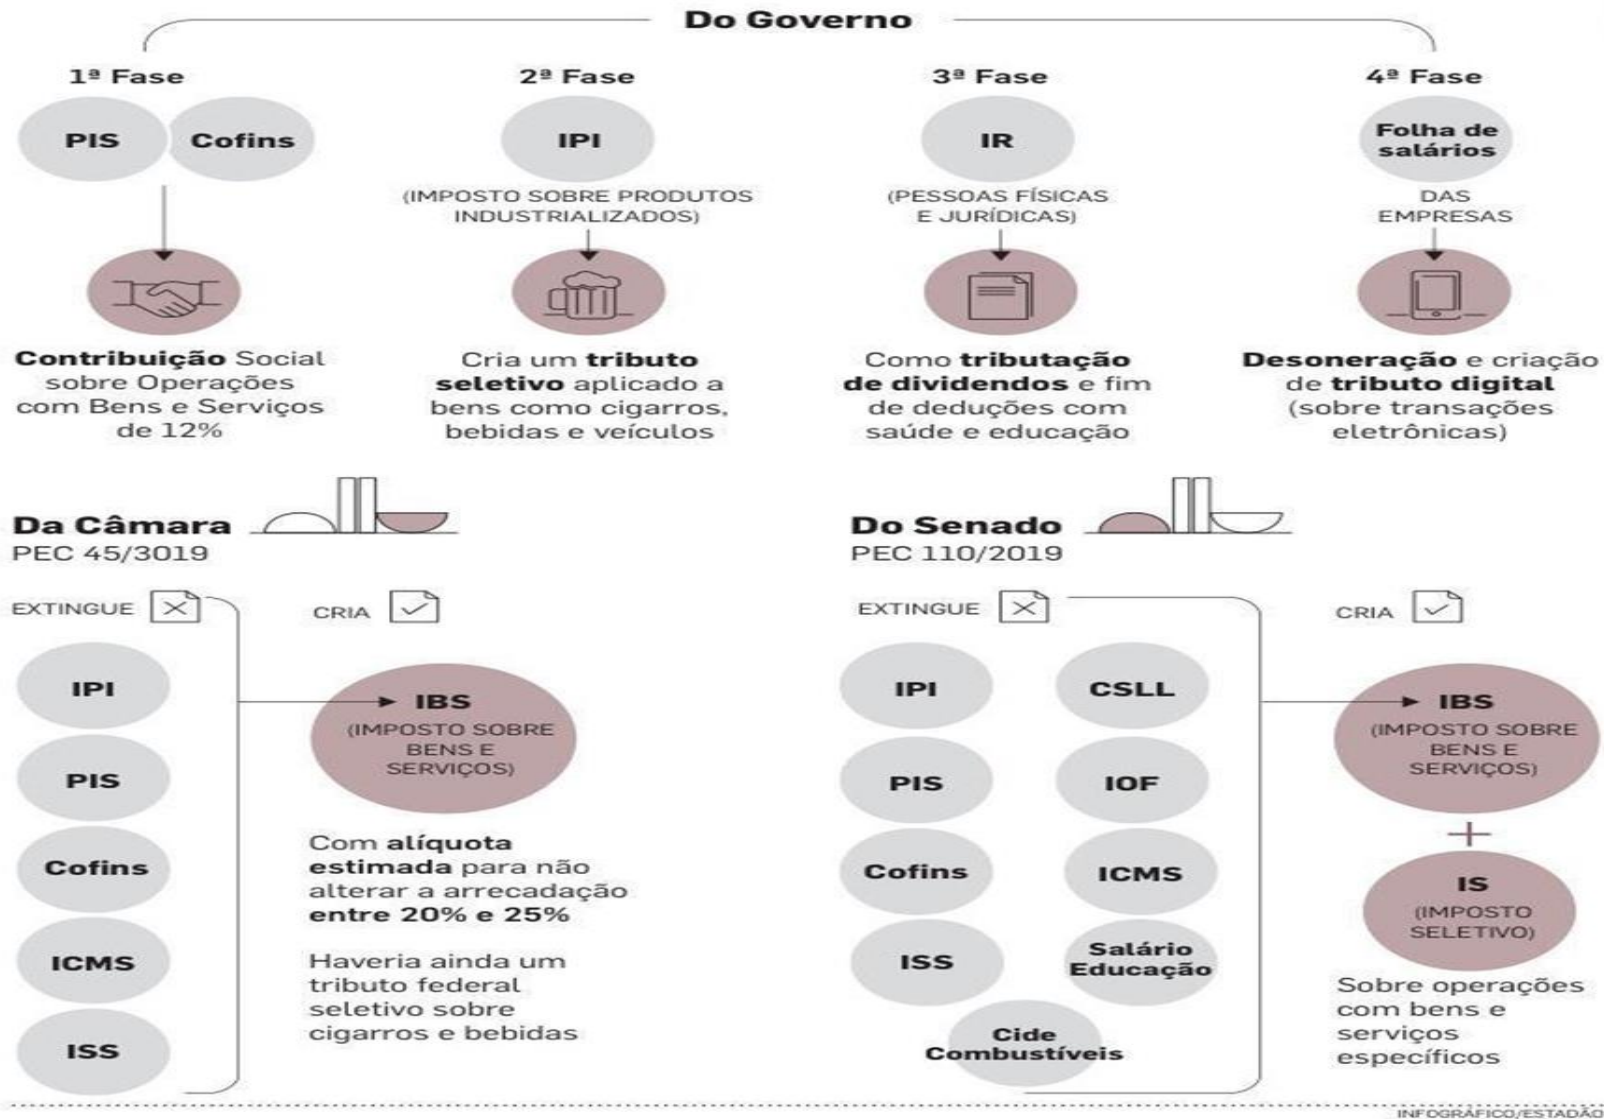 Do Governo
1ª Fase
PIS
Cofins
Contribuição Social
sobre Operações
com Bens e Serviços
de 12%
2ª Fase
IPI
(IMPOSTO SOBRE PRODUTOS
INDUSTRIALIZADOS)
Cria um tributo
seletivo aplicado a
bens como cigarros,
bebidas e veículos
3ª Fase
IR
(PESSOAS FÍSICAS
E JURÍDICAS)
Como tributação
de dividendos e fim
de deduções com
saúde e educação
4ª Fase
Folha de
salários
DAS
EMPRESAS
Desoneração e criação
de tributo digital
(sobre transações
eletrônicas)
Da Câmara
PEC 45/3019
EXTINGUE
IPI
PIS
Cofins
ICMS
ISS
CRIA
IBS
(IMPOSTO SOBRE
BENS E
SERVIÇOS)
Com alíquota
estimada para não
alterar a arrecadação
entre 20% e 25%
Haveria ainda um
tributo federal
seletivo sobre
cigarros e bebidas
Do Senado
PEC 110/2019
EXTINGUE
IPI
CSLL
PIS
IOF
Cofins
ICMS
ISS
Salário
Educação
Cide
Combustíveis
CRIA
IBS
(IMPOSTO SOBRE
BENS E
SERVIÇOS)
+
IS
(IMPOSTO
SELETIVO)
Sobre operações
com bens e
serviços
específicos
INFOGRÁFICO/ESTADÃO